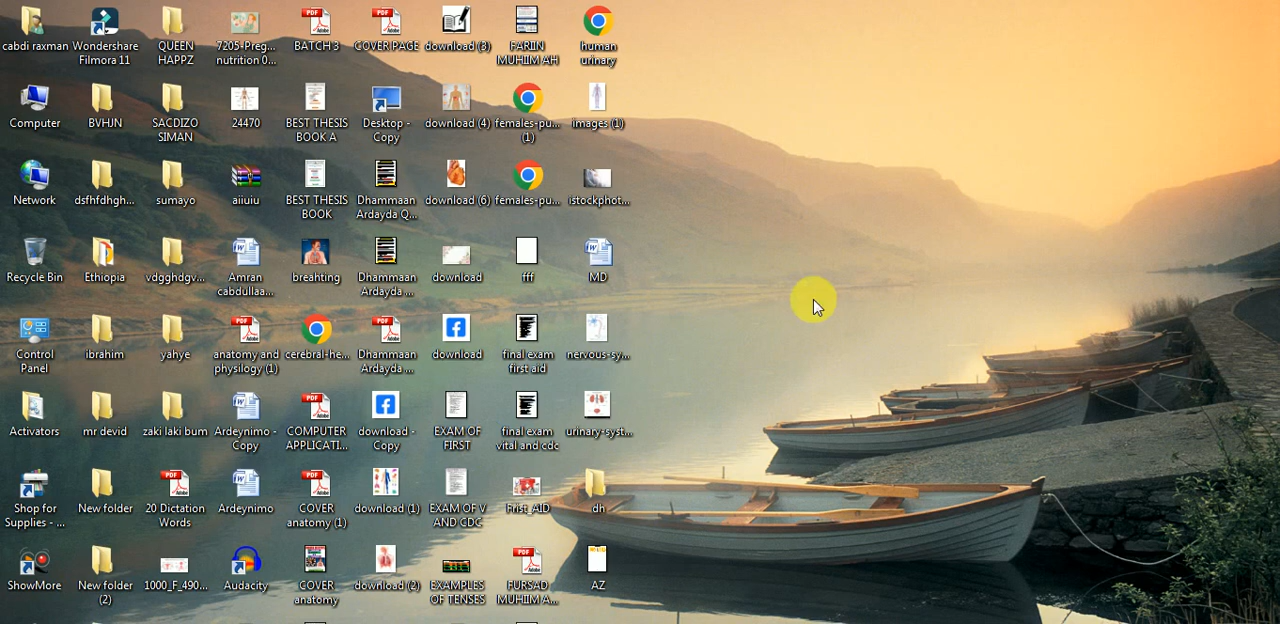 cabdi raxman
Wondershare
Filmora 11
QUEEN
HAPPZ
7205-Preg...
nutrition 0...
BATCH 3
COVER PAGE
download (3)
FARIIN
MUHIIM AH
human
urinary
Computer
BVHJN
SACDIZO
SIMAN
24470
BEST THESIS
BOOK A
Desktop -
Copy
download (4)
females-pu...
(1)
images (1)
Network
dsfhfdhgh...
sumayo
aiiuiu
BEST THESIS
BOOK
Dhammaan
Ardayda Q...
download (6)
females-pu...
istockphot...
Recycle Bin
Ethiopia
vdgghdgv...
Amran
cabdullaa...
breahting
Dhammaan
Ardayda ...
download
fff
MD
Control
Panel
ibrahim
yahye
PDF
Adobe
anatomy and
physilogy (1)
cerebral-he...
Dhammaan
Ardayda ...
download
final exam
first aid
nervous-sy...
Activators
mr devid
zaki laki bum
Ardeynimo -
Copy
COMPUTER
APPLICATI...
download -
Copy
EXAM OF
FIRST
final exam
vital and cdc
urinary-syst...
Shop for
Supplies - ...
New folder
20 Dictation
Words
Ardeynimo
COVER
anatomy (1)
download (1)
EXAM OF V
AND CDC
Frist_AID
dh
ShowMore
New folder
(2)
1000_F_490...
Audacity
COVER
anatomy
download (2)
EXAMPLES
OF TENSES
FURSAD
MUHIIM A...
AZ